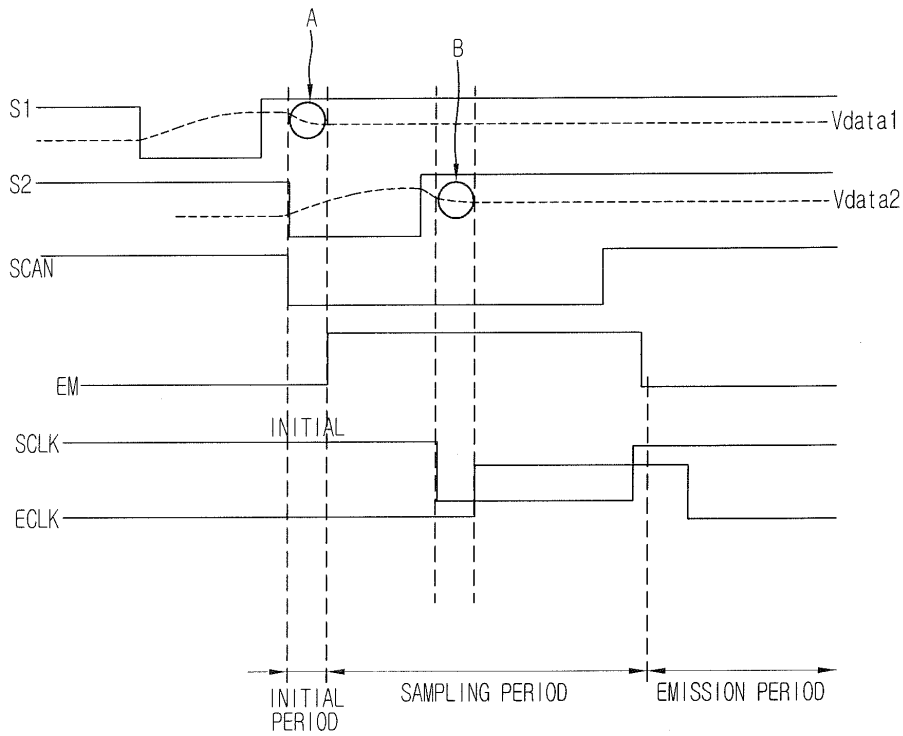 A
B
S1
Vdata1
S2
Vdata2
SCAN
EM
INITIAL
SCLK
ECLK
INITIAL
PERIOD
SAMPLING PERIOD
EMISSION PERIOD